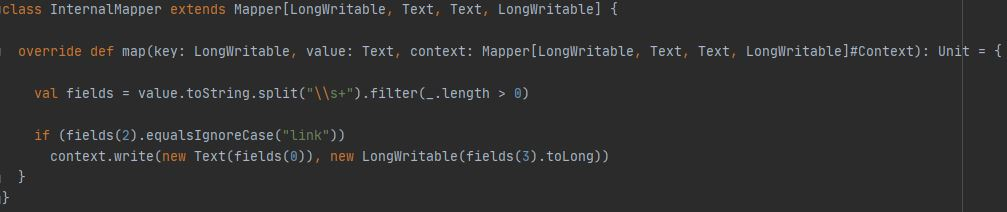 class InternalMapper extends Mapper[LongWritable, Text, Text, LongWritable] {
override def map(key: LongWritable, value: Text, context: Mapper[LongWritable, Text, Text, LongWritable]#Context): Unit = {
val fields = value.toString.split("\\s+").filter(_.length > 0)
if (fields(2).equalsIgnoreCase("link"))
context.write(new Text(fields(0)), new LongWritable(fields(3).toLong))
}
}